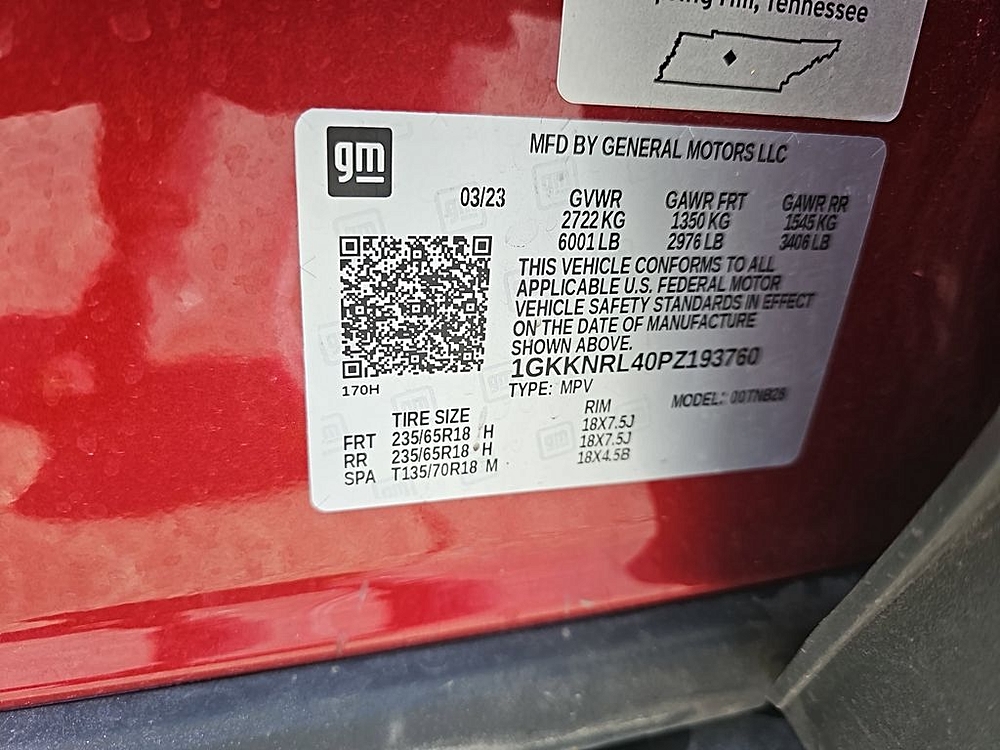 Hill, Tennessee
gm
MFD BY GENERAL MOTORS LLC
03/23 GVWR GAWR FRT GAWR RR
2722 KG 1350 KG 1545 KG
6001 LB 2976 LB 3406 LB
THIS VEHICLE CONFORMS TO ALL
APPLICABLE U.S. FEDERAL MOTOR
VEHICLE SAFETY STANDARDS IN EFFECT
ON THE DATE OF MANUFACTURE
SHOWN ABOVE.
1GKKNRL40PZ193760
170H
TYPE: MPV MODEL: 00TNB26
TIRE SIZE RIM
FRT 235/65R18 H 18X7.5J
RR 235/65R18 H 18X7.5J
SPA T135/70R18 M 18X4.5B